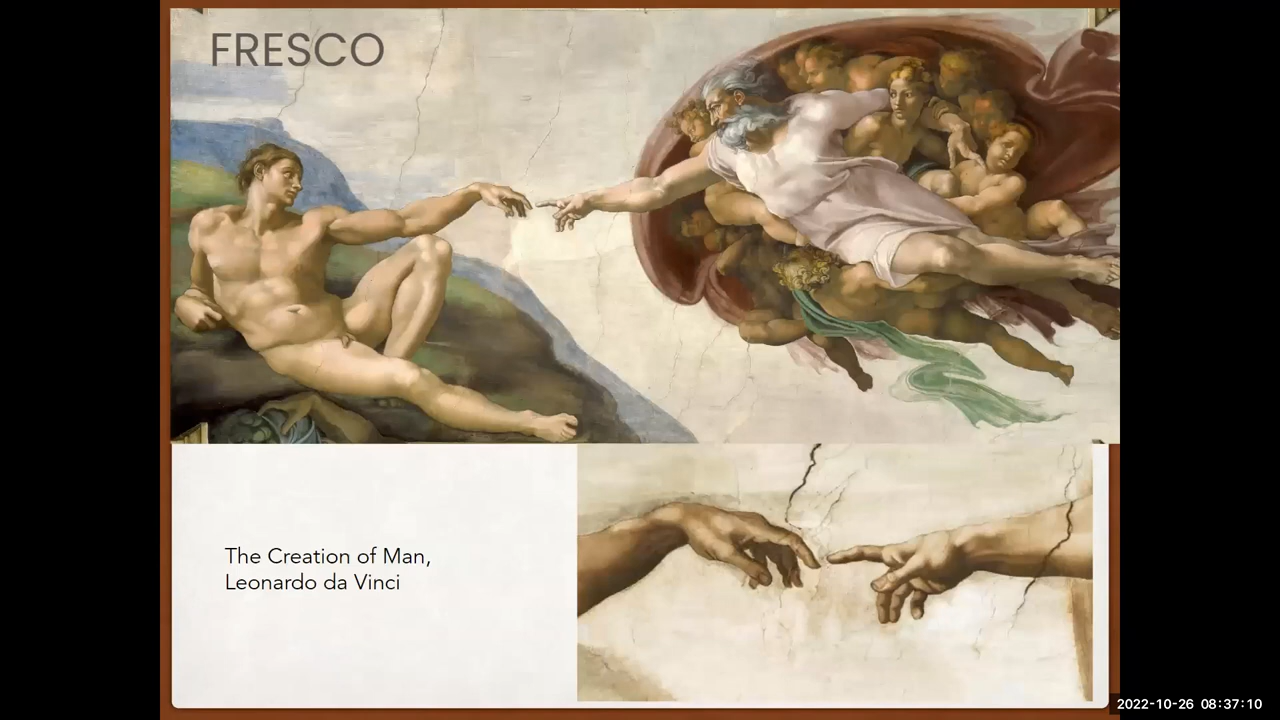 FRESCO
The Creation of Man,
Leonardo da Vinci
2022-10-26 08:37:10